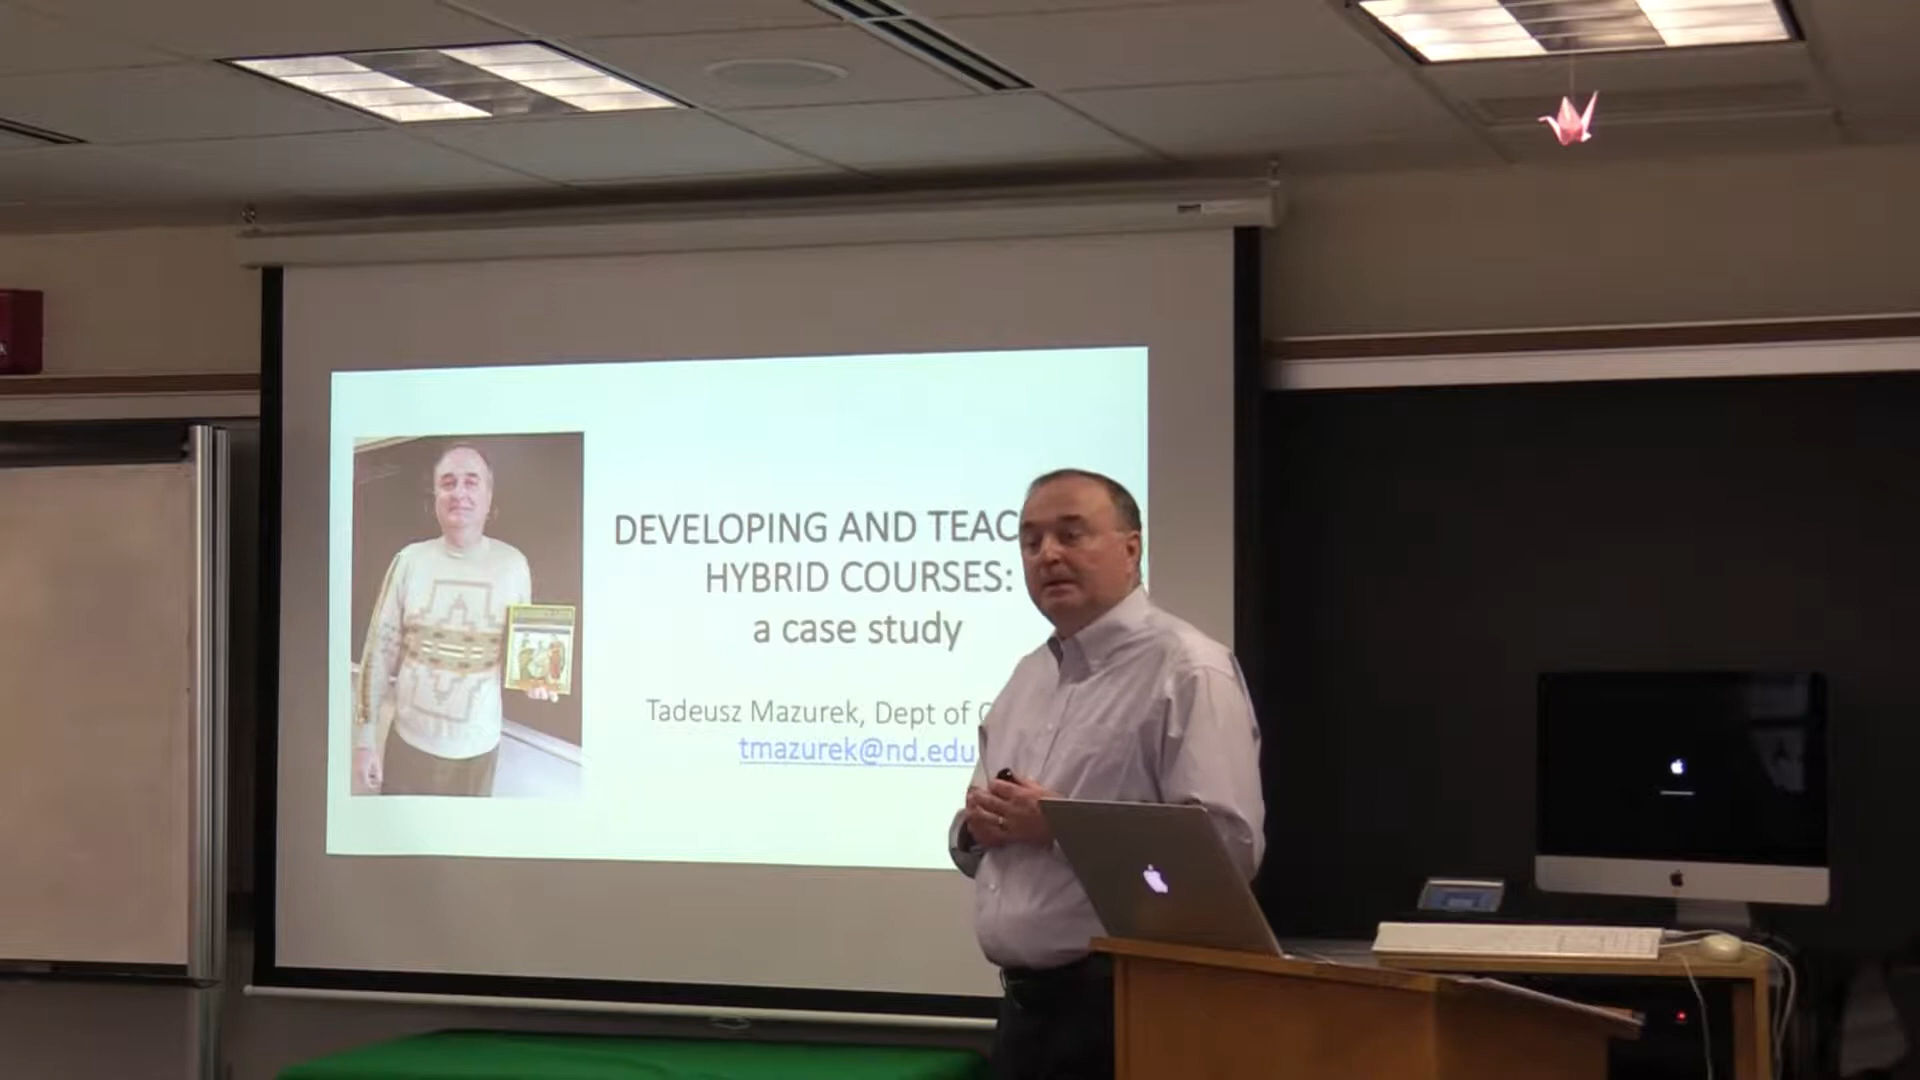 DEVELOPING AND TEAC
HYBRID COURSES:
a case study
Tadeusz Mazurek, Dept of
tmazurek@nd.edu